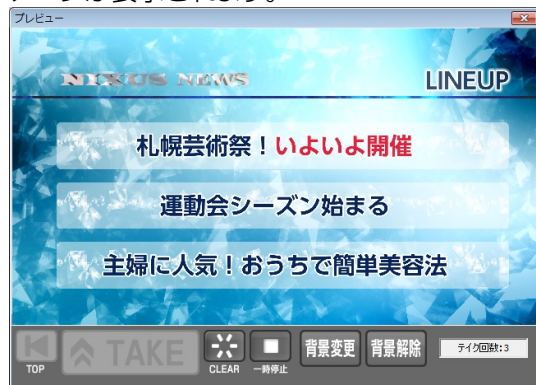 プレビュー
NIXUS NEWS
LINEUP
札幌芸術祭！いよいよ開催
運動会シーズン始まる
主婦に人気！おうちで簡単美容法
TOP
TAKE
CLEAR
一時停止
背景変更
背景解除
テイク回数:3